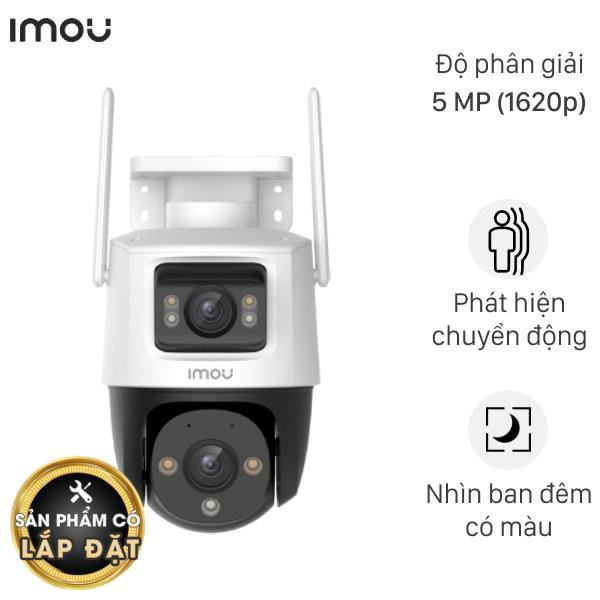 imou
Độ phân giải
5 MP (1620p)
Phát hiện
chuyển động
imou
Nhìn ban đêm
có màu
SẢN PHẨM CÓ
LẮP ĐẶT